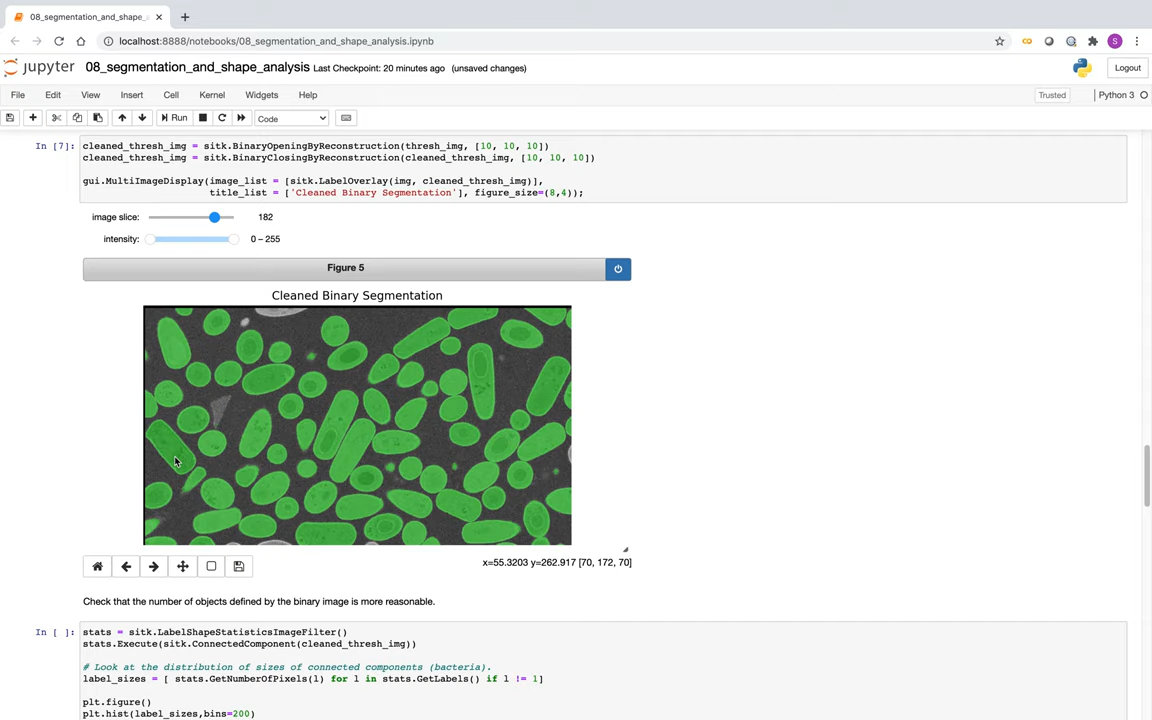 08_segmentation_and_shape_a
localhost:8888/notebooks/08_segmentation_and_shape_analysis.ipynb
S
jupyter 08_segmentation_and_shape_analysis Last Checkpoint: 20 minutes ago (unsaved changes)
Logout
File Edit View Insert Cell Kernel Widgets Help
Trusted Python 3
Run Code
In [7]: cleaned_thresh_img = sitk.BinaryOpeningByReconstruction(thresh_img, [10, 10, 10])
cleaned_thresh_img = sitk.BinaryClosingByReconstruction(cleaned_thresh_img, [10, 10, 10])
gui.MultiImageDisplay(image_list = [sitk.LabelOverlay(img, cleaned_thresh_img)],
title_list = ['Cleaned Binary Segmentation'], figure_size=(8,4));
image slice: 182
intensity: 0 – 255
Figure 5
Cleaned Binary Segmentation
x=55.3203 y=262.917 [70, 172, 70]
Check that the number of objects defined by the binary image is more reasonable.
In [ ]: stats = sitk.LabelShapeStatisticsImageFilter()
stats.Execute(sitk.ConnectedComponent(cleaned_thresh_img))
# Look at the distribution of sizes of connected components (bacteria).
label_sizes = [ stats.GetNumberOfPixels(l) for l in stats.GetLabels() if l != 1]
plt.figure()
plt.hist(label_sizes,bins=200)